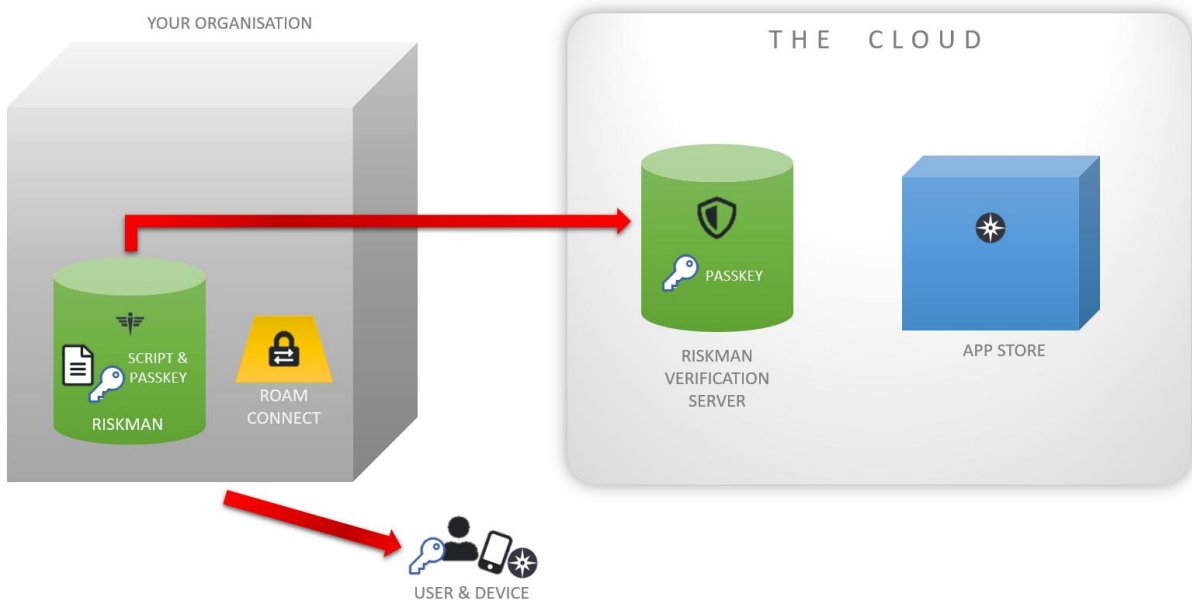 YOUR ORGANISATION
THE CLOUD
SCRIPT &
PASSKEY
RISKMAN
ROAM
CONNECT
PASSKEY
RISKMAN
VERIFICATION
SERVER
APP STORE
USER & DEVICE